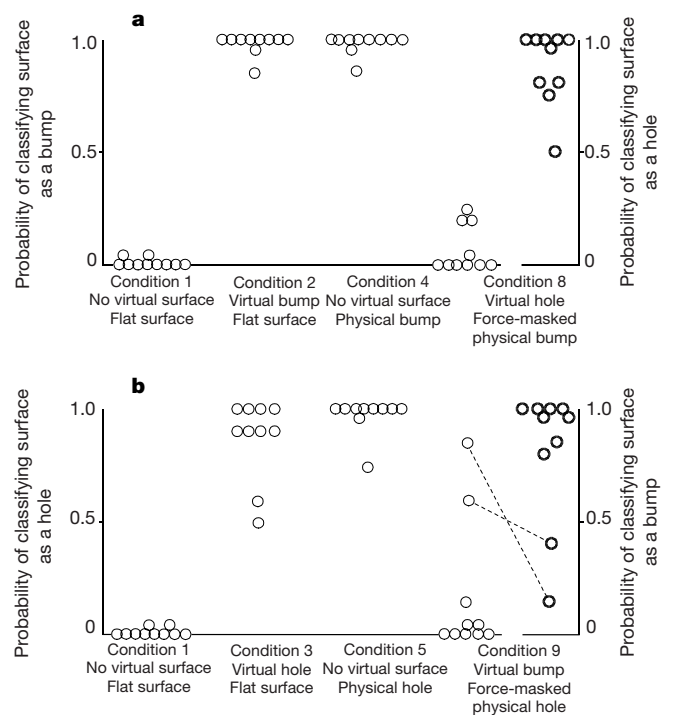 a
Probability of classifying surface
as a bump
1.0
0.5
0
1.0
0.5
0
Probability of classifying surface
as a hole
Condition 1
No virtual surface
Flat surface
Condition 2
Virtual bump
Flat surface
Condition 4
No virtual surface
Physical bump
Condition 8
Virtual hole
Force-masked
physical bump
b
Probability of classifying surface
as a hole
1.0
0.5
0
1.0
0.5
0
Probability of classifying surface
as a bump
Condition 1
No virtual surface
Flat surface
Condition 3
Virtual hole
Flat surface
Condition 5
No virtual surface
Physical hole
Condition 9
Virtual bump
Force-masked
physical hole